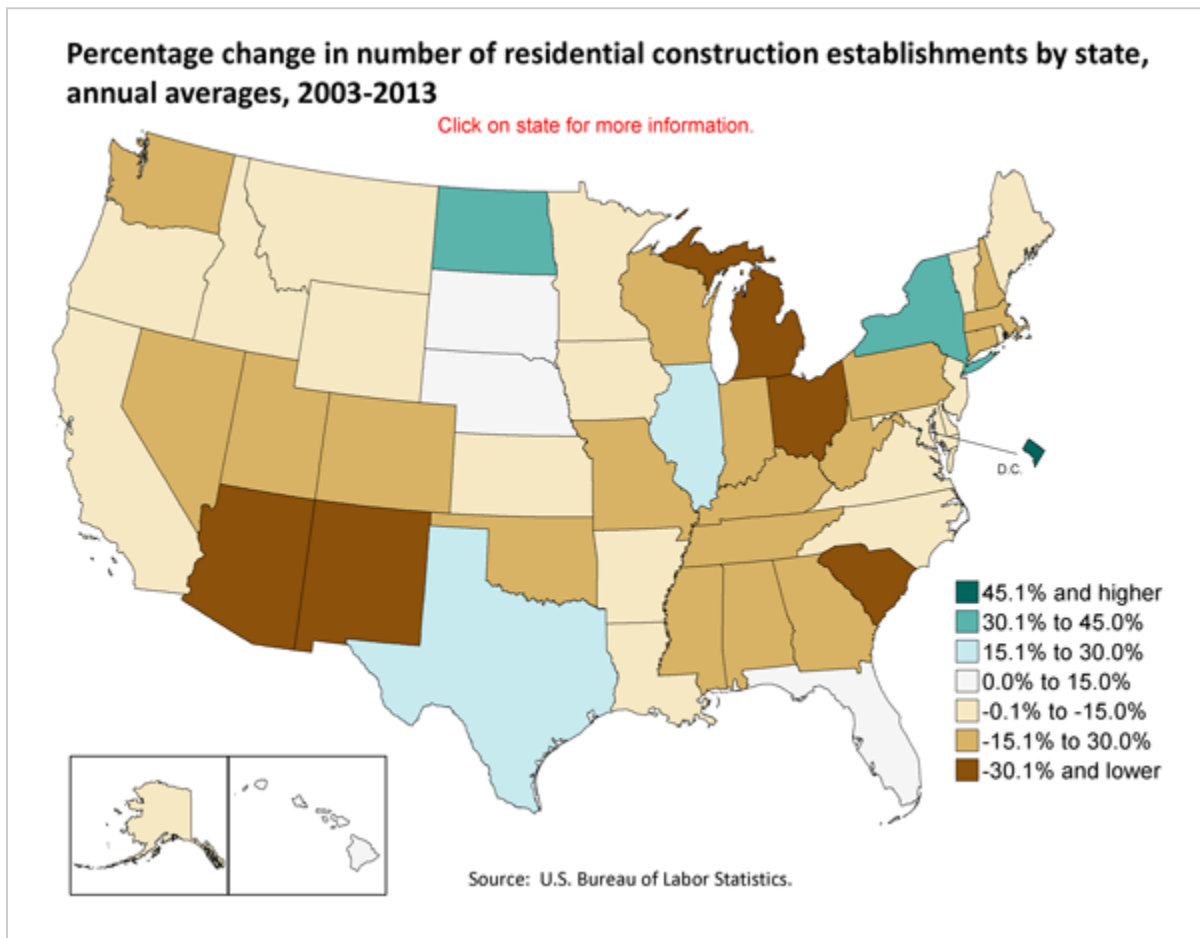 Percentage change in number of residential construction establishments by state,
annual averages, 2003-2013
Click on state for more information.
D.C.
45.1% and higher
30.1% to 45.0%
15.1% to 30.0%
0.0% to 15.0%
-0.1% to -15.0%
-15.1% to 30.0%
-30.1% and lower
Source: U.S. Bureau of Labor Statistics.